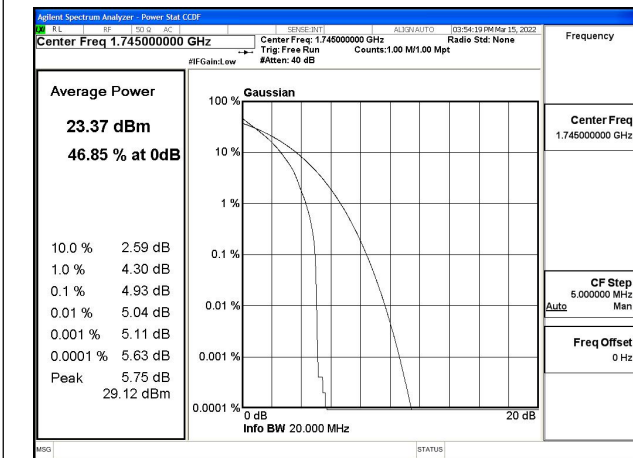 Agilent Spectrum Analyzer - Power Stat CCDF
RL RF 50 Ω AC SENSE:INT ALIGN AUTO 03:54:19 PM Mar 15, 2022
Center Freq 1.745000000 GHz
Center Freq: 1.745000000 GHz Radio Std: None
Trig: Free Run Counts:1.00 M/1.00 Mpt
#IFGain:Low #Atten: 40 dB
Frequency
Average Power
23.37 dBm
46.85 % at 0dB
10.0 % 2.59 dB
1.0 % 4.30 dB
0.1 % 4.93 dB
0.01 % 5.04 dB
0.001 % 5.11 dB
0.0001 % 5.63 dB
Peak 5.75 dB
29.12 dBm
Gaussian
100 %
10 %
1 %
0.1 %
0.01 %
0.001 %
0.0001 %
0 dB 20 dB
Info BW 20.000 MHz
Center Freq
1.745000000 GHz
CF Step
5.000000 MHz
Auto Man
Freq Offset
0 Hz
MSG STATUS